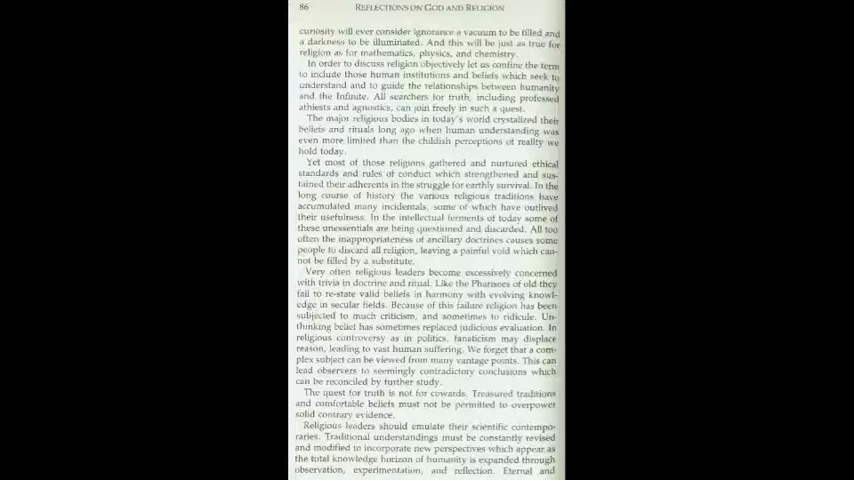 86 REFLECTIONS ON GOD AND RELIGION
curiosity will ever consider ignorance a vacuum to be filled and
a darkness to be illuminated. And this will be just as true for
religion as for mathematics, physics, and chemistry.
In order to discuss religion objectively let us confine the term
to include those human institutions and beliefs which seek to
understand and to guide the relationships between humanity
and the Infinite. All searchers for truth, including professed
athiests and agnostics, can join freely in such a quest.
The major religious bodies in today's world crystalized their
beliefs and rituals long ago when human understanding was
even more limited than the childish perceptions of reality we
hold today.
Yet most of those religions gathered and nurtured ethical
standards and rules of conduct which strengthened and sus-
tained their adherents in the struggle for earthly survival. In the
long course of history the various religious traditions have
accumulated many incidentals, some of which have outlived
their usefulness. In the intellectual ferments of today some of
these unessentials are being questioned and discarded. All too
often the inappropriateness of ancillary doctrines causes some
people to discard all religion, leaving a painful void which can-
not be filled by a substitute.
Very often religious leaders become excessively concerned
with trivia in doctrine and ritual. Like the Pharisees of old they
fail to re-state valid beliefs in harmony with evolving knowl-
edge in secular fields. Because of this failure religion has been
subjected to much criticism, and sometimes to ridicule. Un-
thinking belief has sometimes replaced judicious evaluation. In
religious controversy as in politics, fanaticism may displace
reason, leading to vast human suffering. We forget that a com-
plex subject can be viewed from many vantage points. This can
lead observers to seemingly contradictory conclusions which
can be reconciled by further study.
The quest for truth is not for cowards. Treasured traditions
and comfortable beliefs must not be permitted to overpower
solid contrary evidence.
Religious leaders should emulate their scientific contempo-
raries. Traditional understandings must be constantly revised
and modified to incorporate new perspectives which appear as
the total knowledge horizon of humanity is expanded through
observation, experimentation, and reflection. Eternal and